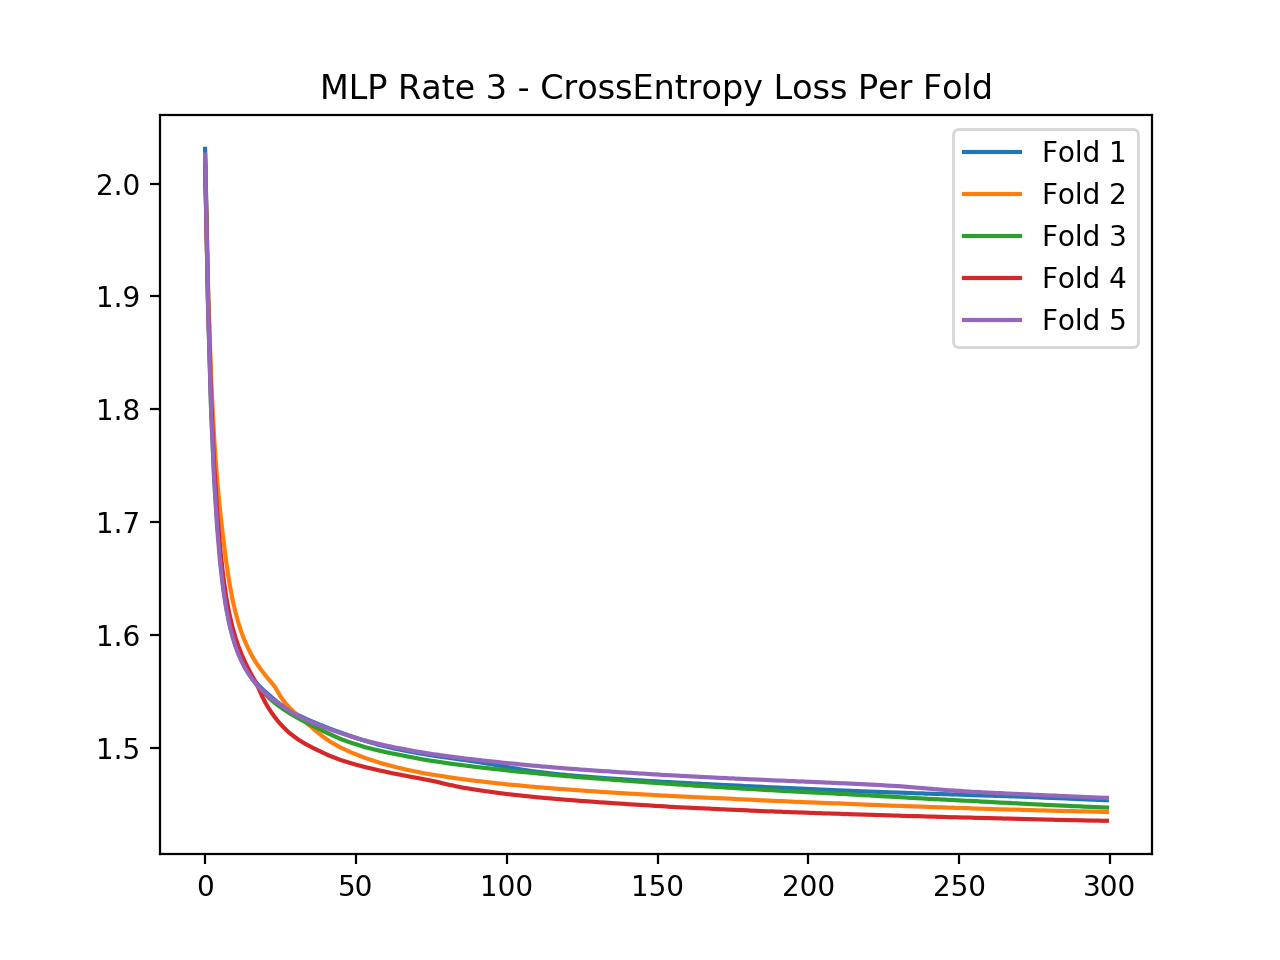 MLP Rate 3 - CrossEntropy Loss Per Fold
Fold 1
Fold 2
Fold 3
Fold 4
Fold 5
2.0
1.9
1.8
1.7
1.6
1.5
0 50 100 150 200 250 300